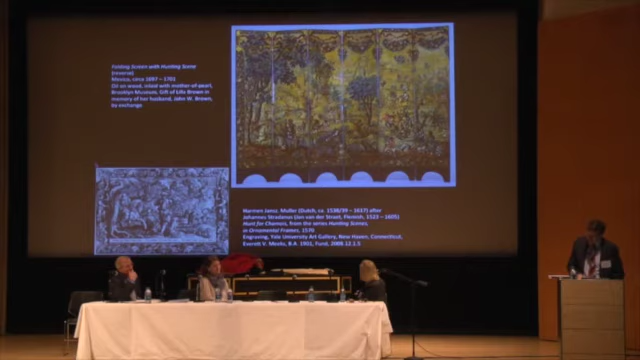 Folding Screen with Hunting Scene
(reverse)
Mexico, circa 1697 – 1701
Oil on wood, inlaid with mother-of-pearl,
Brooklyn Museum, Gift of Lilla Brown in
memory of her husband, John W. Brown,
by exchange
Harmen Jansz. Muller (Dutch, ca. 1538/39 – 1617) after
Johannes Stradanus (Jan van der Straet, Flemish, 1523 – 1605)
Hunt for Chamois, from the series Hunting Scenes,
in Ornamental Frames, 1570
Engraving, Yale University Art Gallery, New Haven, Connecticut,
Everett V. Meeks, B.A. 1901, Fund, 2009.12.1.5